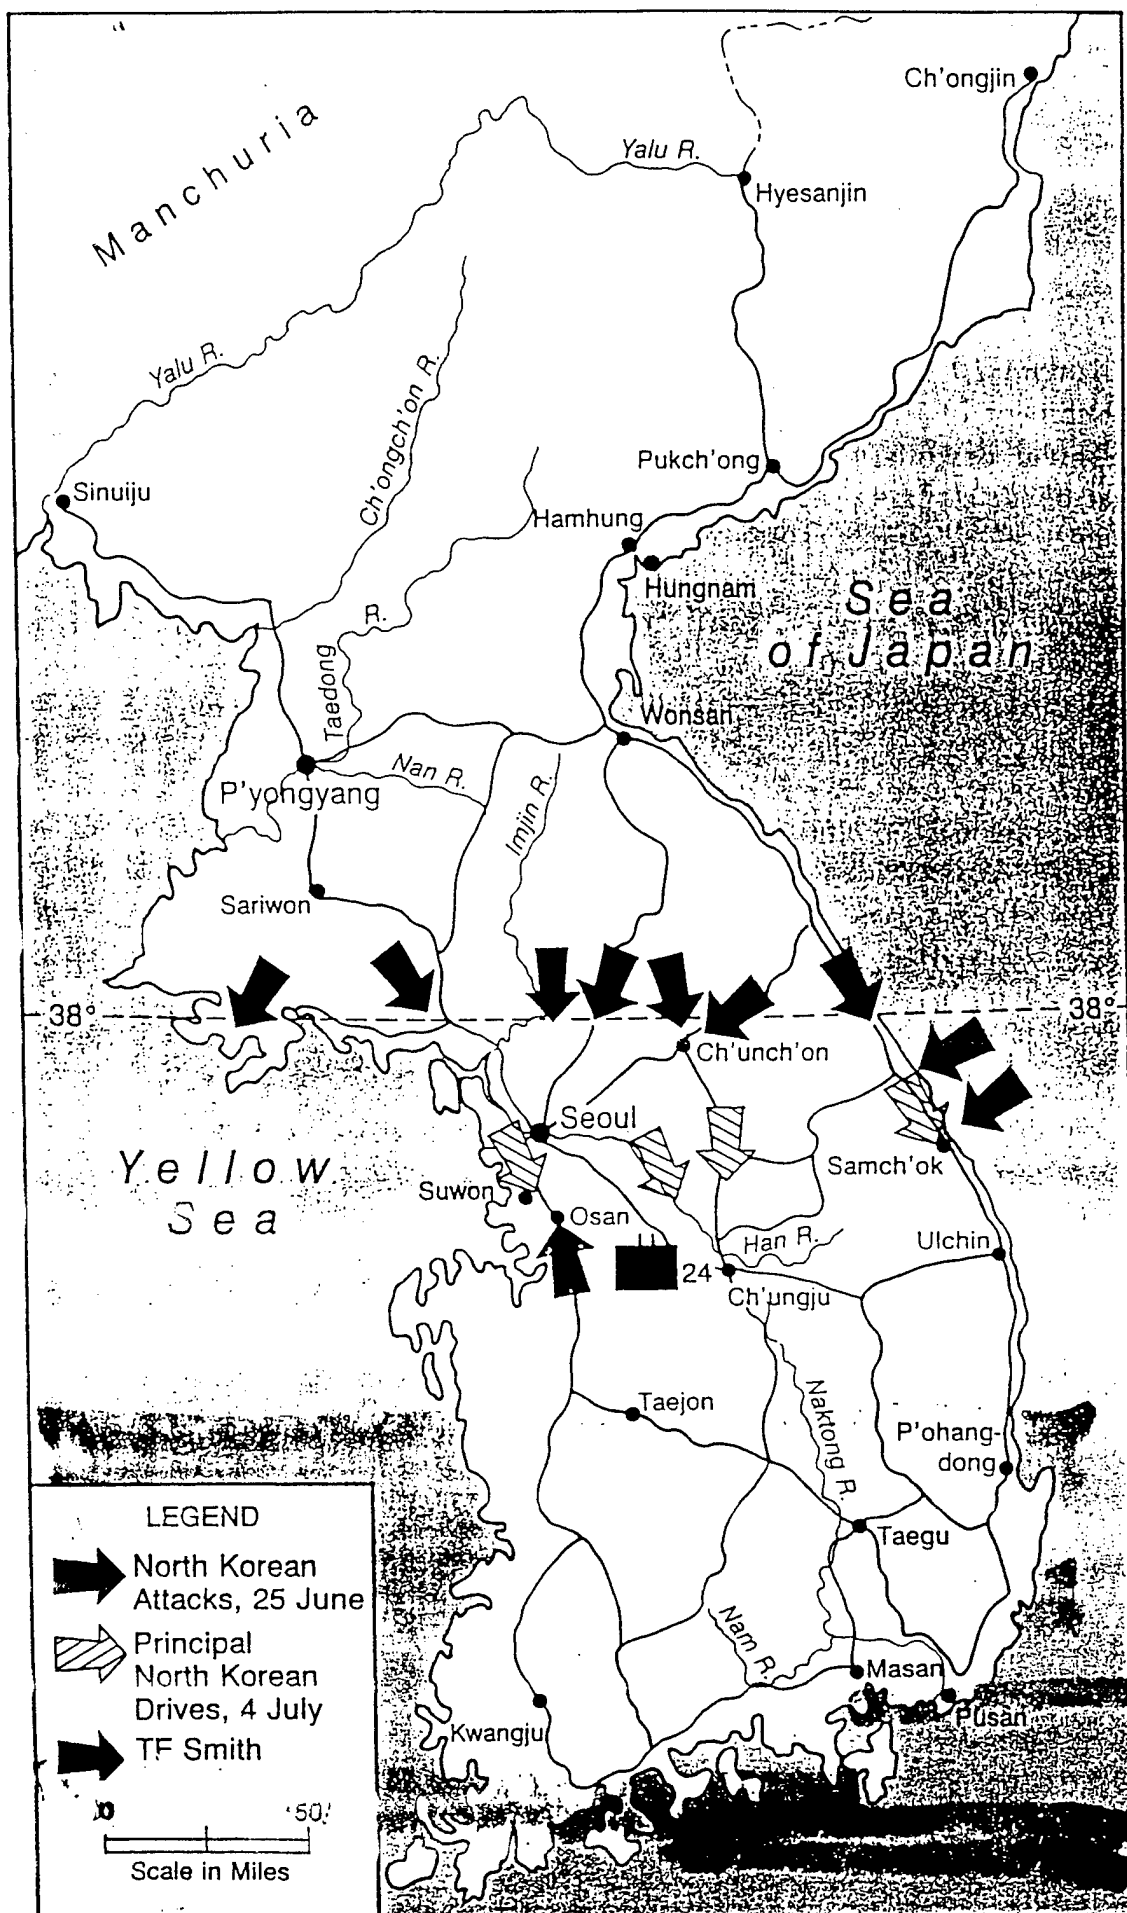 Ch'ongjin
Manchuria
Yalu R.
Hyesanjin
Yalu R.
Ch'ongch'on R.
Pukch'ong
Sinuiju
Hamhung
Hungnam
Sea
of Japan
Taedong
R.
Wonsan
Nan R.
P'yongyang
Imjin R.
Sariwon
38°
38°
Ch'unch'on
Seoul
Yellow
Sea
Samch'ok
Suwon
Osan
Han R.
Ulchin
24
Ch'ungju
Taejon
Naktong R.
P'ohang-
dong
Taegu
Nam R.
Masan
Pusan
Kwangju
LEGEND
North Korean
Attacks, 25 June
Principal
North Korean
Drives, 4 July
TF Smith
0 50
Scale in Miles